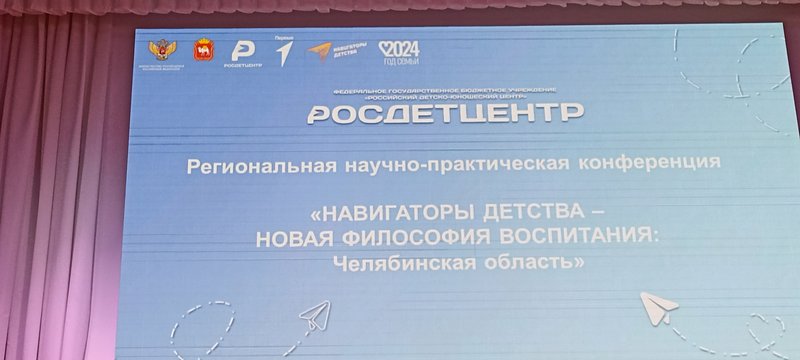 РОСДЕТЦЕНТР
Первые
НАВИГАТОРЫ
ДЕТСТВА
2024
ГОД СЕМЬИ
ФЕДЕРАЛЬНОЕ ГОСУДАРСТВЕННОЕ БЮДЖЕТНОЕ УЧРЕЖДЕНИЕ
«РОССИЙСКИЙ ДЕТСКО-ЮНОШЕСКИЙ ЦЕНТР»
РОСДЕТЦЕНТР
Региональная научно-практическая конференция
«НАВИГАТОРЫ ДЕТСТВА –
НОВАЯ ФИЛОСОФИЯ ВОСПИТАНИЯ:
Челябинская область»